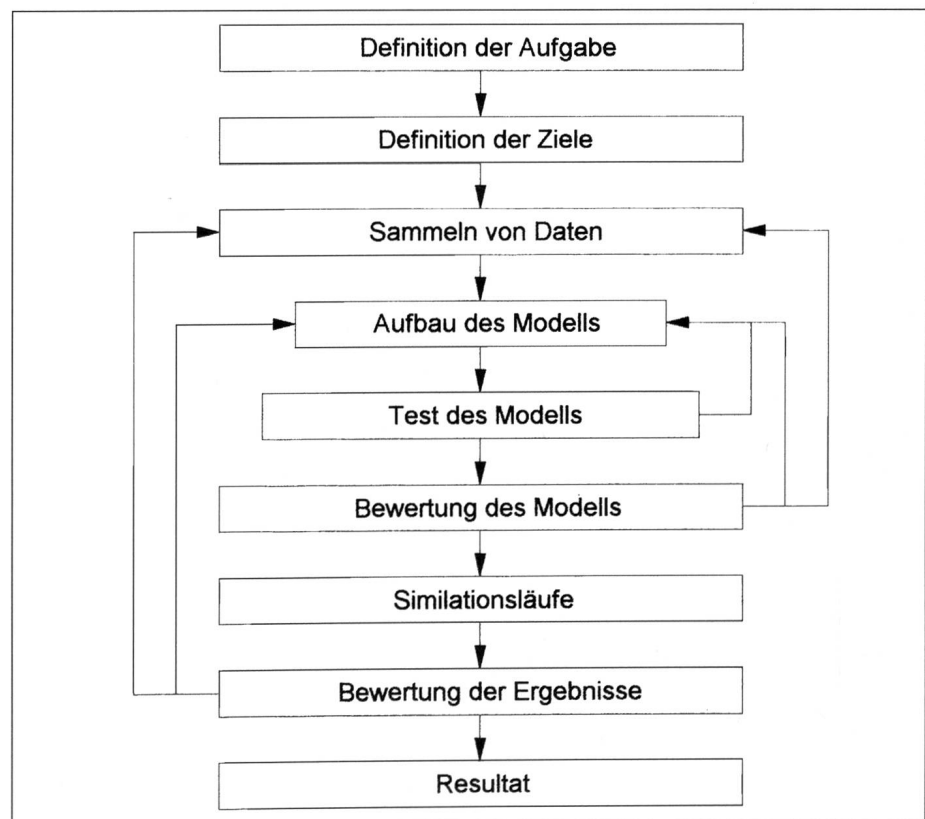 Definition der Aufgabe
Definition der Ziele
Sammeln von Daten
Aufbau des Modells
Test des Modells
Bewertung des Modells
Similationsläufe
Bewertung der Ergebnisse
Resultat